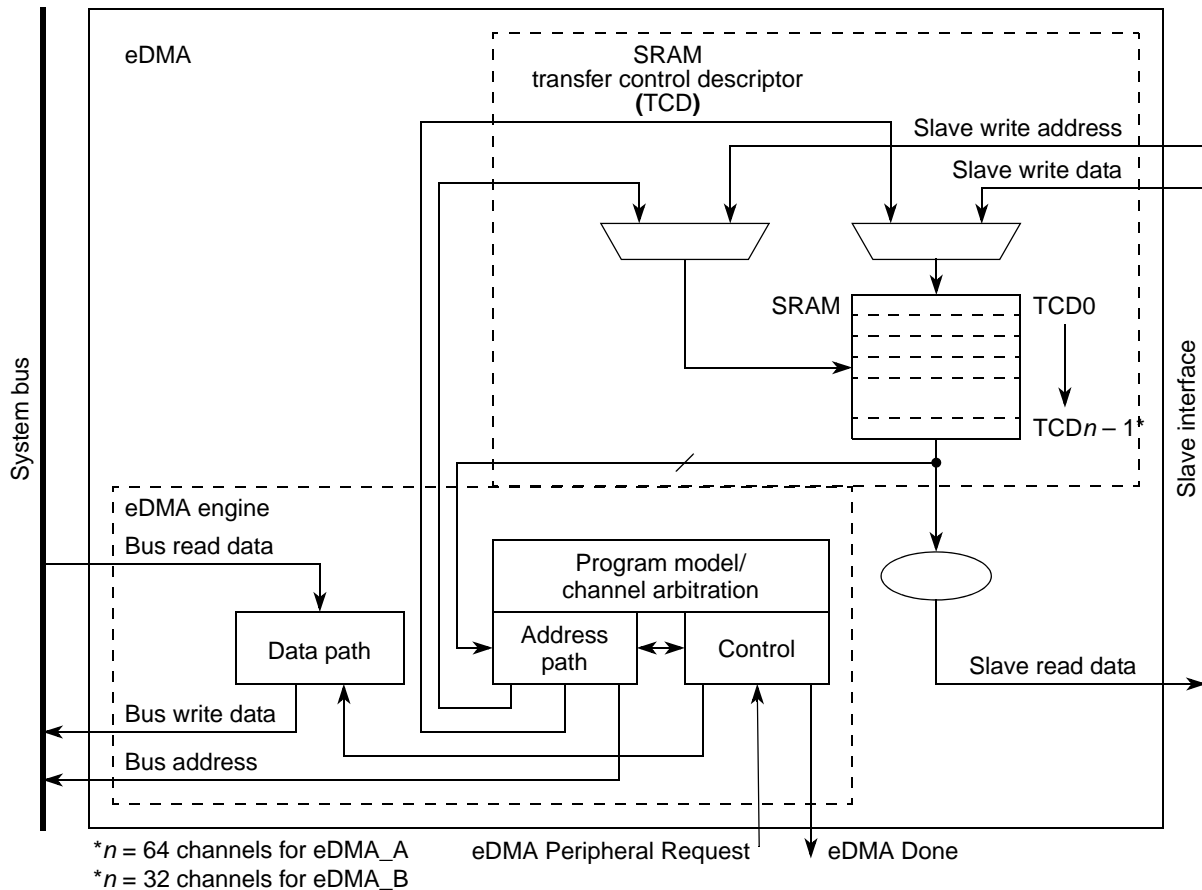 eDMA
SRAM
transfer control descriptor
(TCD)
Slave write address
Slave write data
SRAM
TCD0
TCDn – 1*
System bus
Slave interface
eDMA engine
Bus read data
Program model/
channel arbitration
Data path
Address
path
Control
Slave read data
Bus write data
Bus address
*n = 64 channels for eDMA_A
*n = 32 channels for eDMA_B
eDMA Peripheral Request
eDMA Done